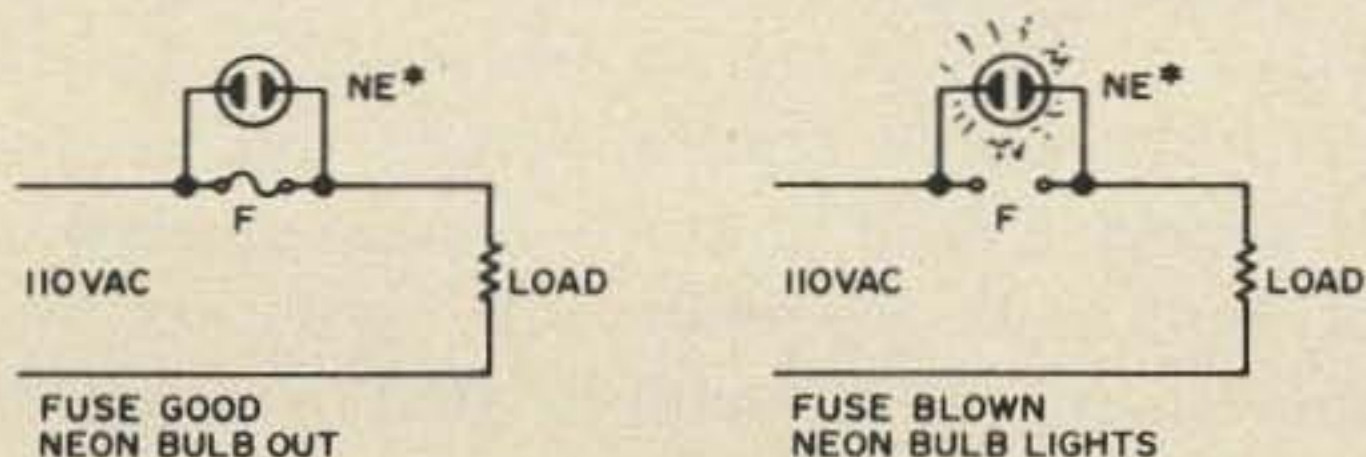 NE*
F
110VAC
LOAD
FUSE GOOD
NEON BULB OUT
NE*
F
110VAC
LOAD
FUSE BLOWN
NEON BULB LIGHTS